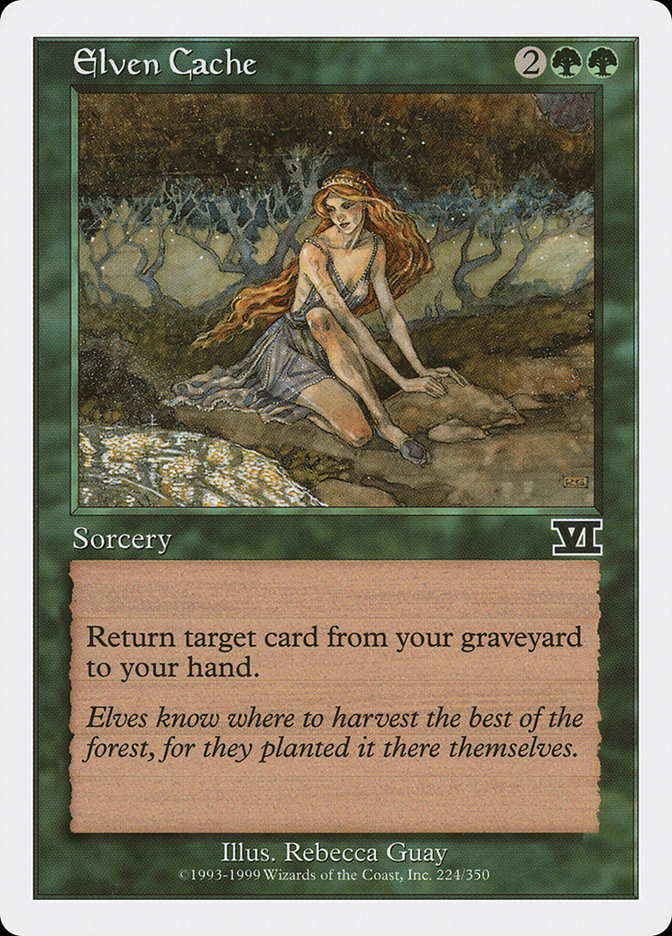 Elven Cache 2
Sorcery VI
Return target card from your graveyard
to your hand.
Elves know where to harvest the best of the
forest, for they planted it there themselves.
Illus. Rebecca Guay
©1993-1999 Wizards of the Coast, Inc. 224/350